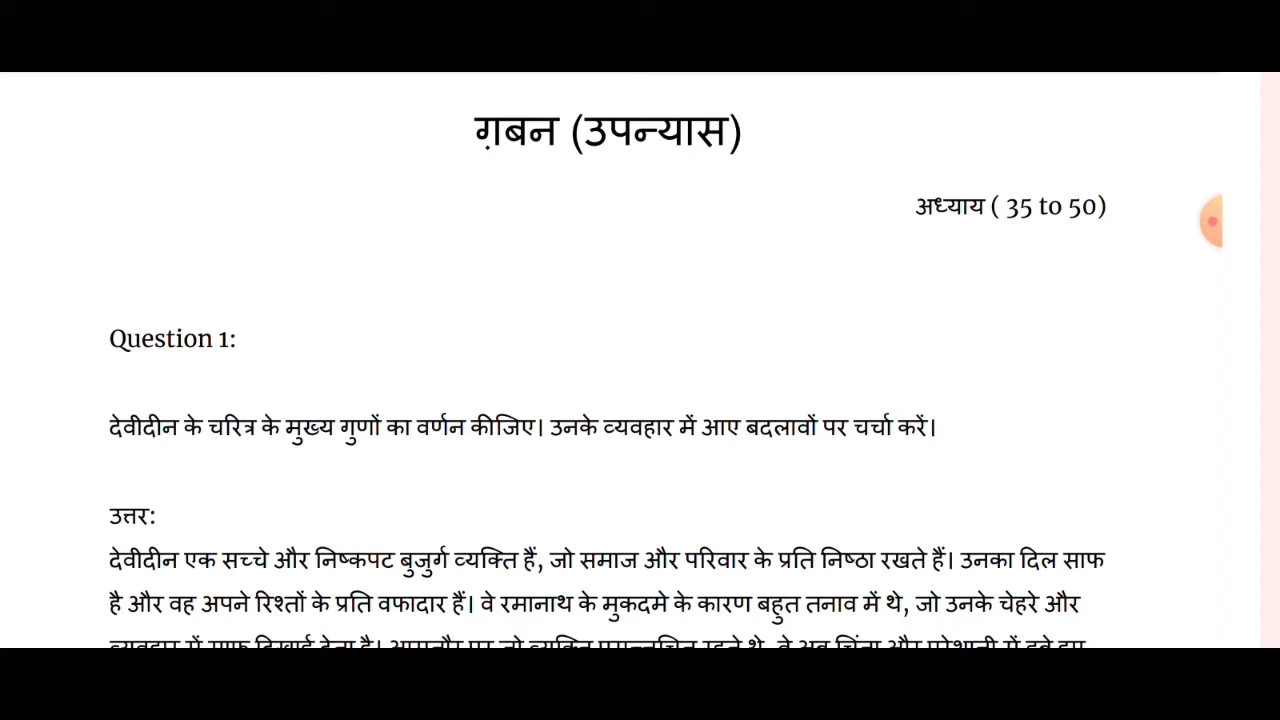 ग़बन (उपन्यास)
अध्याय ( 35 to 50)
Question 1:
देवीदीन के चरित्र के मुख्य गुणों का वर्णन कीजिए। उनके व्यवहार में आए बदलावों पर चर्चा करें।
उत्तर:
देवीदीन एक सच्चे और निष्कपट बुजुर्ग व्यक्ति हैं, जो समाज और परिवार के प्रति निष्ठा रखते हैं। उनका दिल साफ
है और वह अपने रिश्तों के प्रति वफादार हैं। वे रमानाथ के मुकदमे के कारण बहुत तनाव में थे, जो उनके चेहरे और